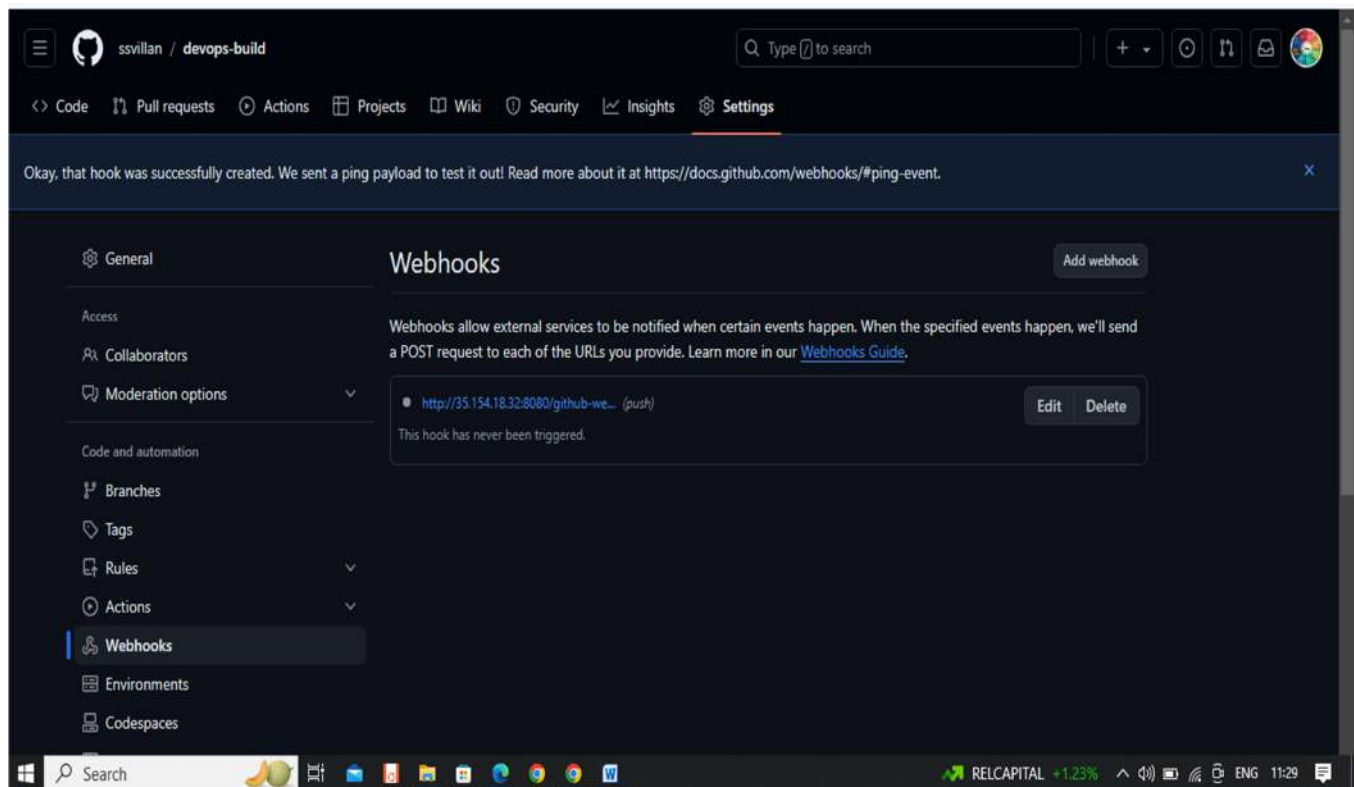 ssvillan / devops-build
Type / to search
Code Pull requests Actions Projects Wiki Security Insights Settings
Okay, that hook was successfully created. We sent a ping payload to test it out! Read more about it at https://docs.github.com/webhooks/#ping-event.
General
Access
Collaborators
Moderation options
Code and automation
Branches
Tags
Rules
Actions
Webhooks
Environments
Codespaces
Webhooks
Add webhook
Webhooks allow external services to be notified when certain events happen. When the specified events happen, we'll send
a POST request to each of the URLs you provide. Learn more in our Webhooks Guide.
http://35.154.18.32:8080/github-we... (push)
Edit Delete
This hook has never been triggered.
Search
RELCAPITAL +1.23% ENG 11:29